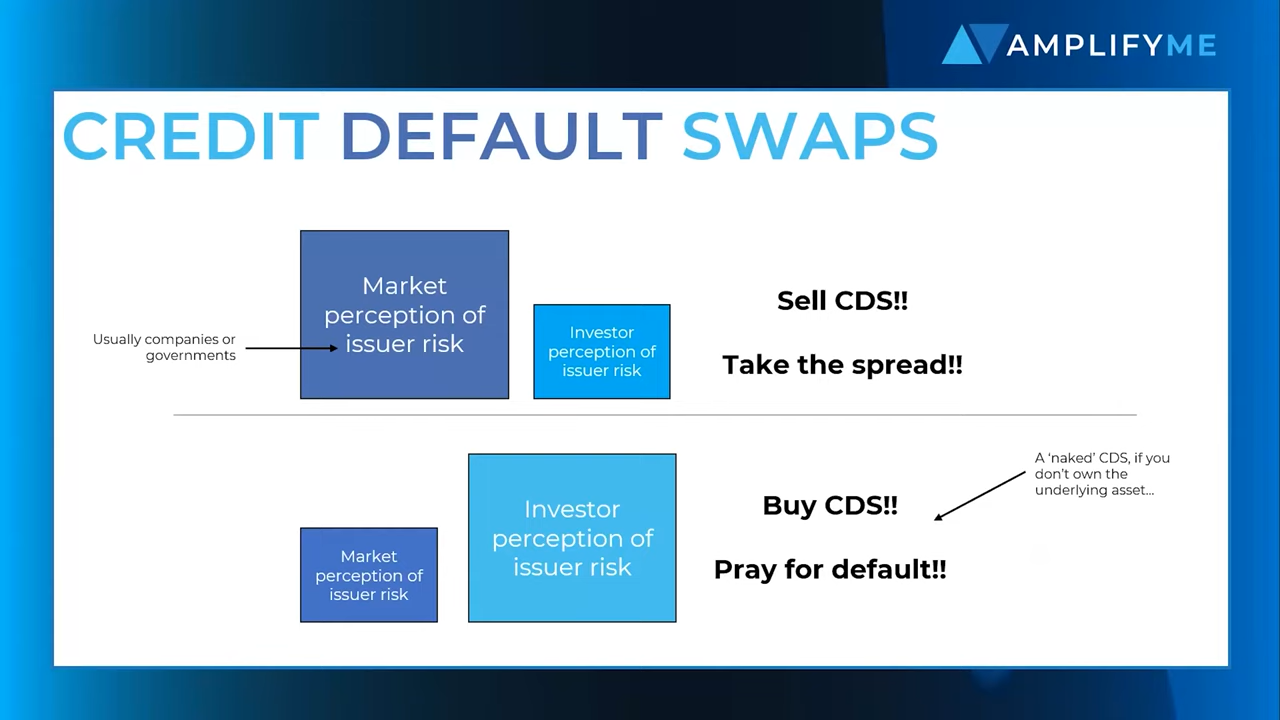 AMPLIFYME
CREDIT DEFAULT SWAPS
Market
perception of
issuer risk
Usually companies or
governments
Investor
perception of
issuer risk
Sell CDS!!
Take the spread!!
Market
perception of
issuer risk
Investor
perception of
issuer risk
Buy CDS!!
Pray for default!!
A ‘naked’ CDS, if you
don’t own the
underlying asset...